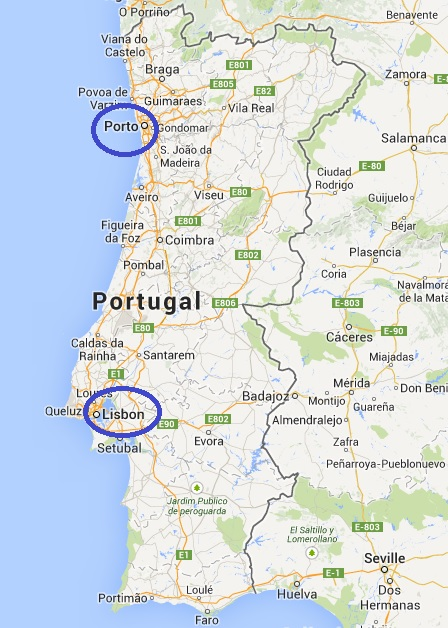 O Porriño
Benavente
Viana do
Castelo
Braga
E801
Zamora
E805
Povoa de
Varzim
Guimaraes
E82
Vila Real
Porto
Gondomar
Salamanca
S. João da
Madeira
E-80
Ciudad
Rodrigo
Aveiro
Viseu
E80
Guijuelo
E801
Figueira
da Foz
Coimbra
Béjar
E802
Plasencia
Pombal
Coria
Navalmoral
de la Mata
Portugal
E806
E-803
E80
E-90
Caldas da
Rainha
Cáceres
Santarem
Miajadas
E1
Loures
Mérida
Don Benito
Badajoz
Montijo
Queluz
Lisbon
Guareña
E90
E802
Almendralejo
Evora
Setubal
Zafra
Peñarroya-Pueblonuevo
Jardim Publico
de peroguarda
El Saltillo y
Lomerollano
E-803
E1
Seville
E-1
Dos
Hermanas
Portimão
Loulé
Huelva
Faro